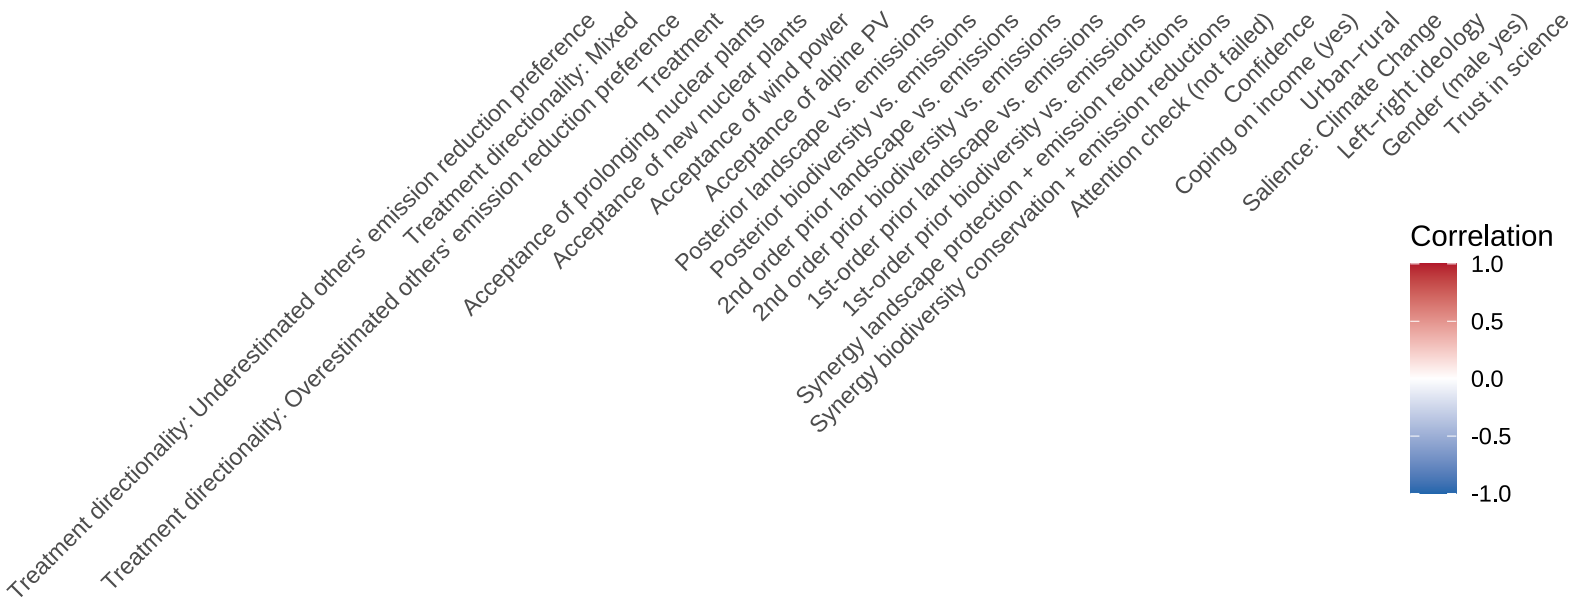 Treatment directionality: Underestimated others' emission reduction preference
Treatment directionality: Mixed
Treatment directionality: Overestimated others' emission reduction preference
Treatment
Acceptance of prolonging nuclear plants
Acceptance of new nuclear plants
Acceptance of wind power
Acceptance of alpine PV
Posterior landscape vs. emissions
Posterior biodiversity vs. emissions
2nd order prior landscape vs. emissions
2nd order prior biodiversity vs. emissions
1st-order prior landscape vs. emissions
1st-order prior biodiversity vs. emissions
Synergy landscape protection + emission reductions
Synergy biodiversity conservation + emission reductions
Attention check (not failed)
Confidence
Coping on income (yes)
Urban−rural
Salience: Climate Change
Left−right ideology
Gender (male yes)
Trust in science
Correlation
1.0
0.5
0.0
-0.5
-1.0